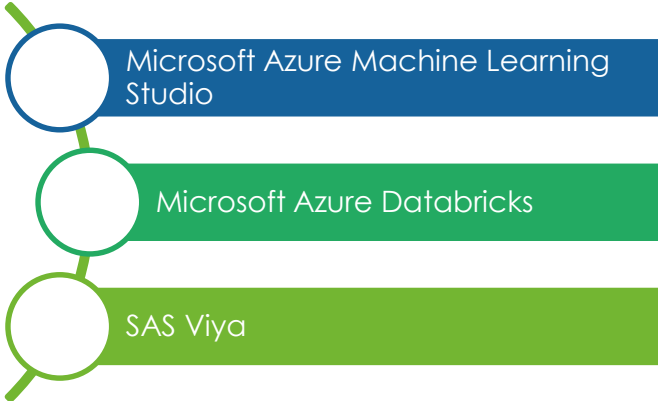 Microsoft Azure Machine Learning
Studio
Microsoft Azure Databricks
SAS Viya